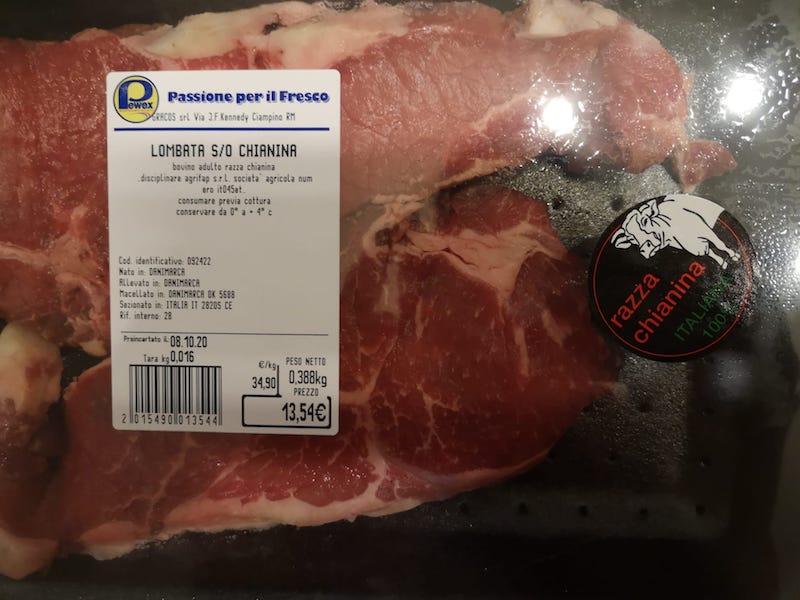 Pewex
Passione per il Fresco
GRACOS srl Via J.F.Kennedy Ciampino RM
LOMBATA S/O CHIANINA
bovino adulto razza chianina
.disciplinare agrifap s.r.l. societa` agricola num
ero it045et.
consumare previa cottura
conservare da 0° a + 4° c
Cod. identificativo: 092422
Nato in: DANIMARCA
Allevato in: DANIMARCA
Macellato in: DANIMARCA DK 5688
Sezionato in: ITALIA IT 2820S CE
Rif. interno: 28
Preincartato il: 08.10.20
Tara kg 0,016
€/kg
34,90
PESO NETTO
0,388kg
PREZZO
13,54€
2 015490 013544
razza
chianina
ITALIANA
100%